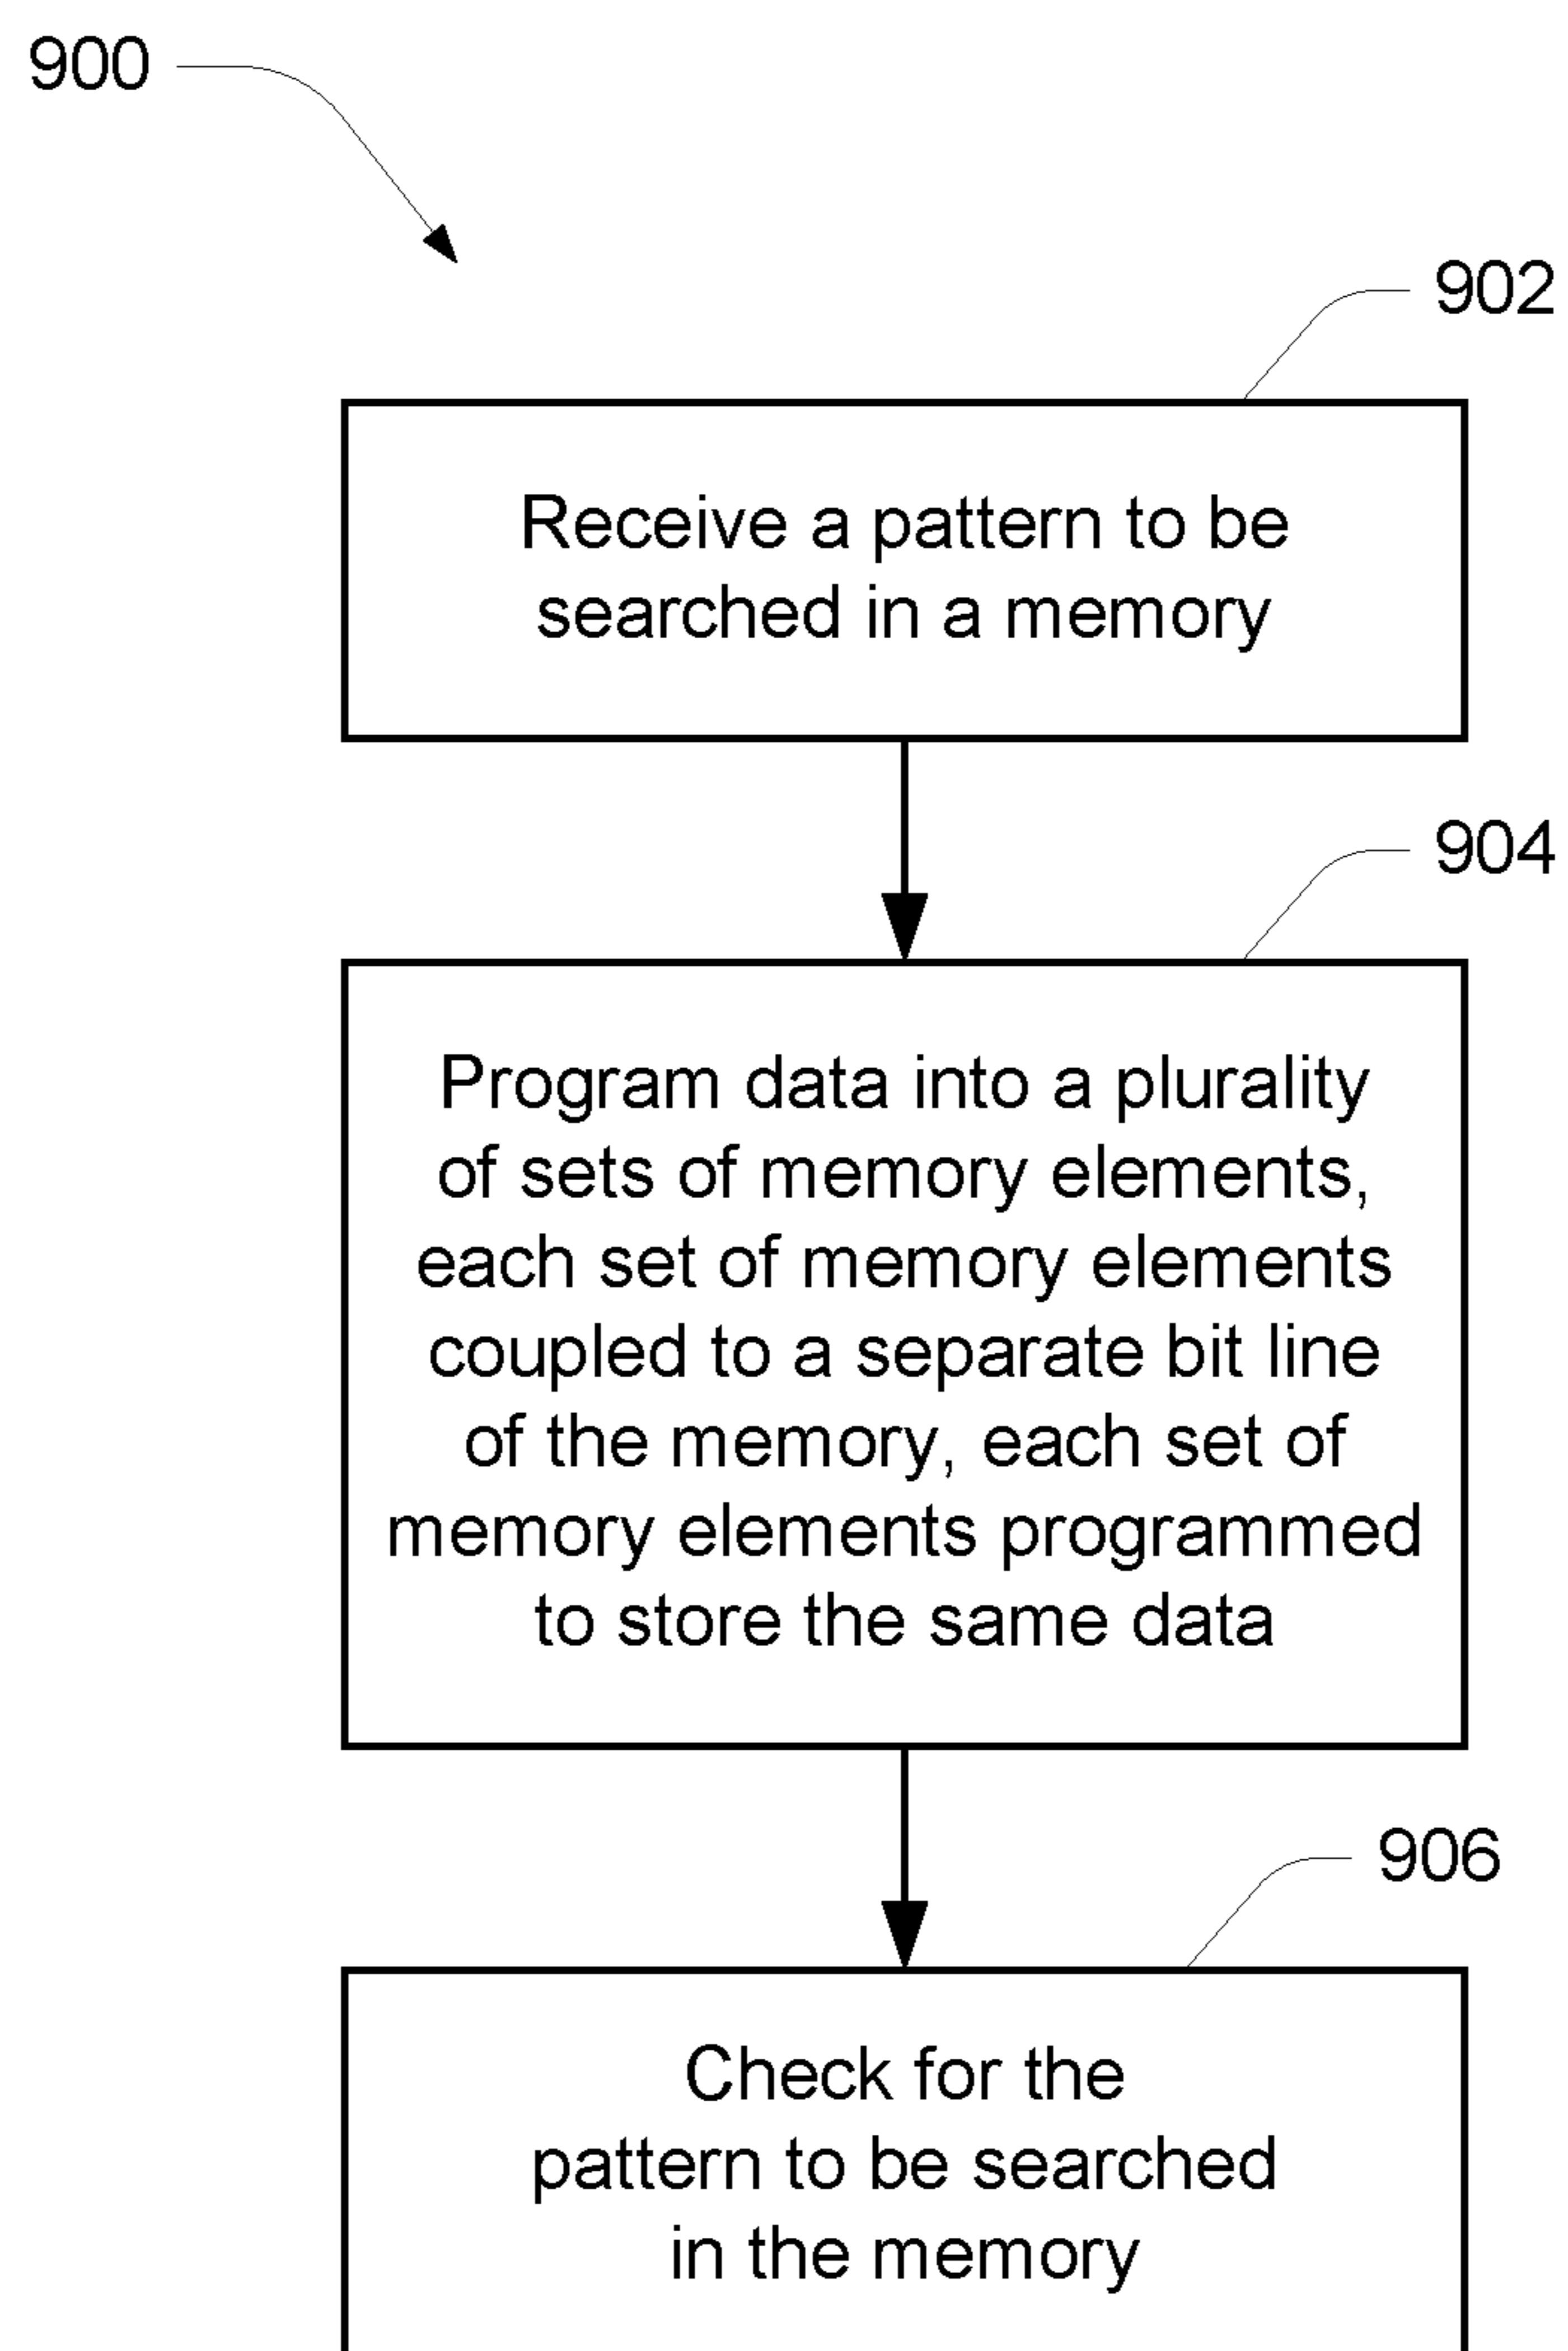 900
902
Receive a pattern to be
searched in a memory
904
Program data into a plurality
of sets of memory elements,
each set of memory elements
coupled to a separate bit line
of the memory, each set of
memory elements programmed
to store the same data
906
Check for the
pattern to be searched
in the memory